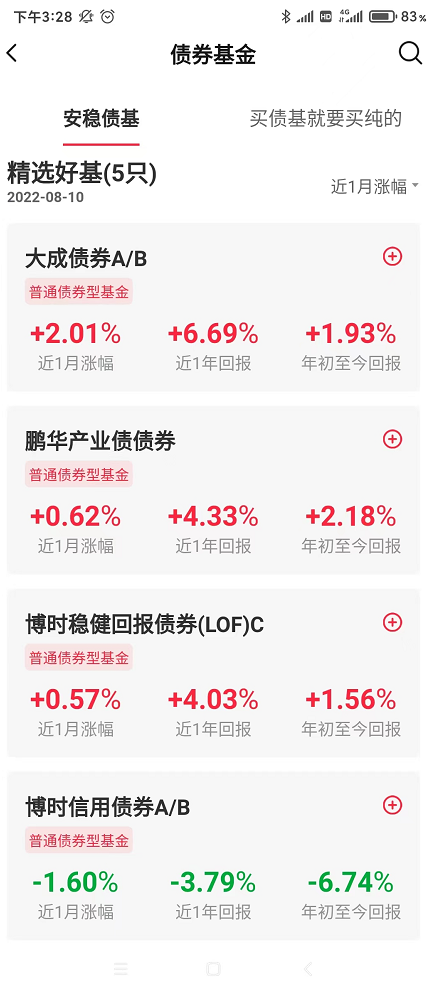 下午3:28
HD
4G
83%
债券基金
安稳债基
买债基就要买纯的
精选好基(5只)
2022-08-10
近1月涨幅
大成债券A/B
普通债券型基金
+2.01% +6.69% +1.93%
近1月涨幅 近1年回报 年初至今回报
鹏华产业债债券
普通债券型基金
+0.62% +4.33% +2.18%
近1月涨幅 近1年回报 年初至今回报
博时稳健回报债券(LOF)C
普通债券型基金
+0.57% +4.03% +1.56%
近1月涨幅 近1年回报 年初至今回报
博时信用债券A/B
普通债券型基金
-1.60% -3.79% -6.74%
近1月涨幅 近1年回报 年初至今回报